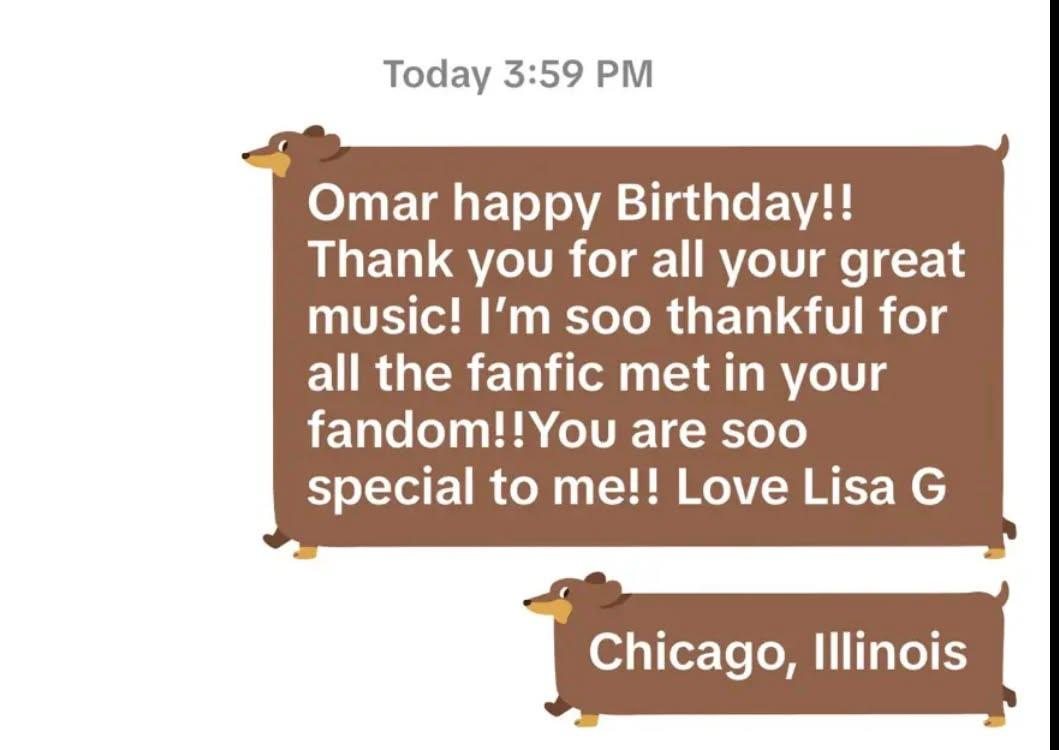 Today 3:59 PM
Omar happy Birthday!!
Thank you for all your great
music! I'm soo thankful for
all the fanfic met in your
fandom!!You are soo
special to me!! Love Lisa G
Chicago, Illinois